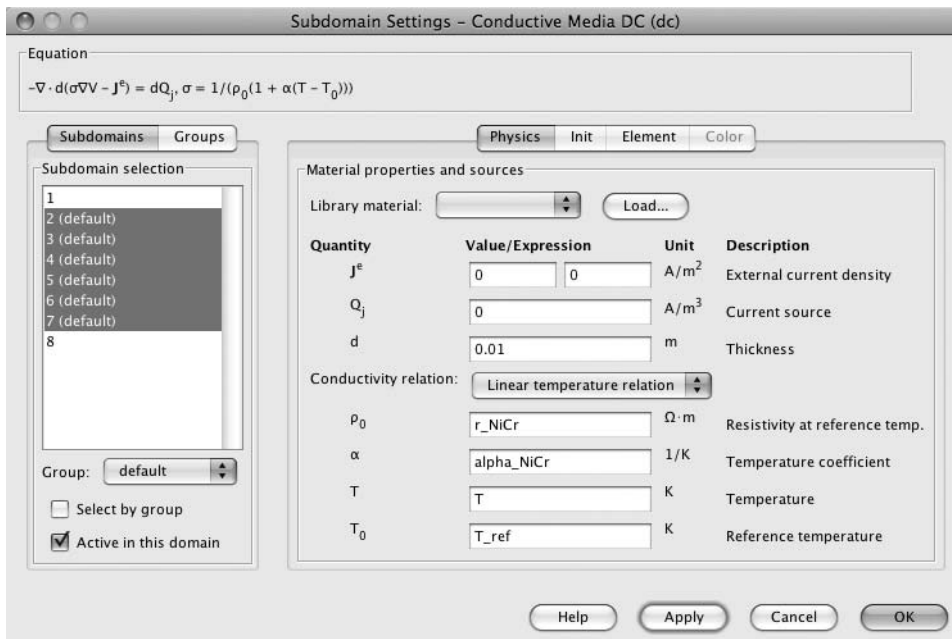 Subdomain Settings – Conductive Media DC (dc)
Equation
-∇ · d(σ∇V – Jᵉ) = dQⱼ, σ = 1/(ρ₀(1 + α(T – T₀)))
Subdomains Groups
Subdomain selection
1
2 (default)
3 (default)
4 (default)
5 (default)
6 (default)
7 (default)
8
Group: default
Select by group
Active in this domain
Physics Init Element Color
Material properties and sources
Library material: Load...
Quantity Value/Expression Unit Description
Jᵉ 0 0 A/m² External current density
Qⱼ 0 A/m³ Current source
d 0.01 m Thickness
Conductivity relation: Linear temperature relation
ρ₀ r_NiCr Ω·m Resistivity at reference temp.
α alpha_NiCr 1/K Temperature coefficient
T T K Temperature
T₀ T_ref K Reference temperature
Help Apply Cancel OK